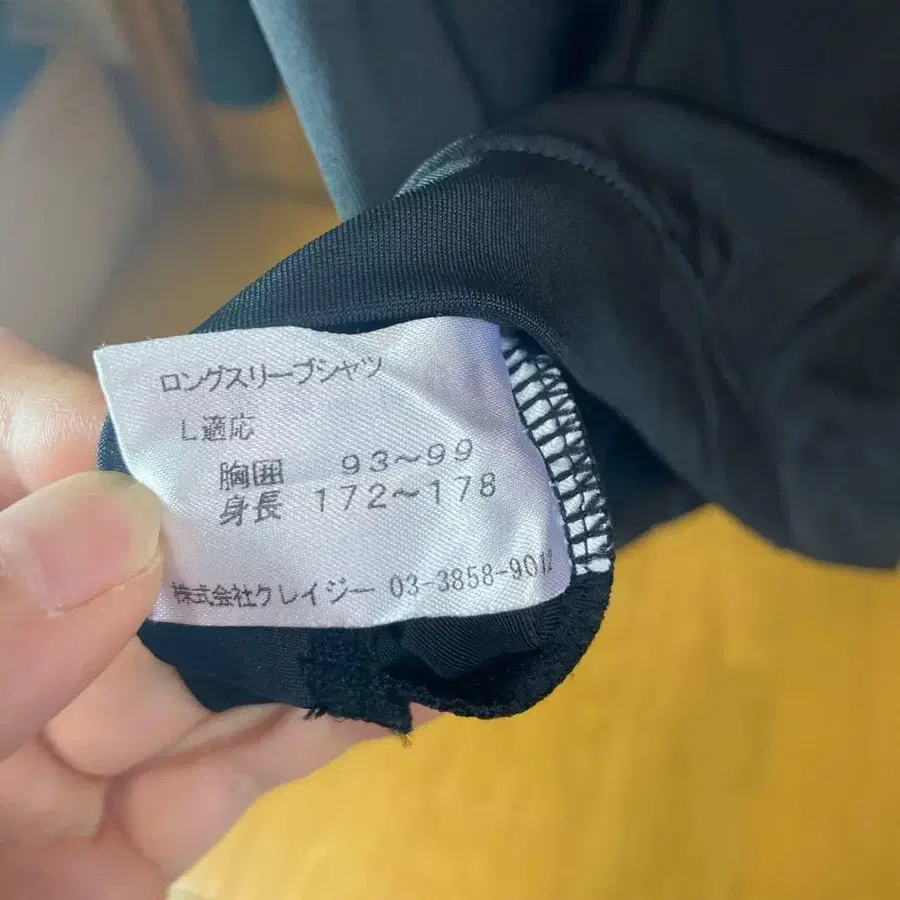 ロングスリーブシャツ
L適応
胸囲 93～99
身長 172～178
株式会社クレイジー 03-3858-9012